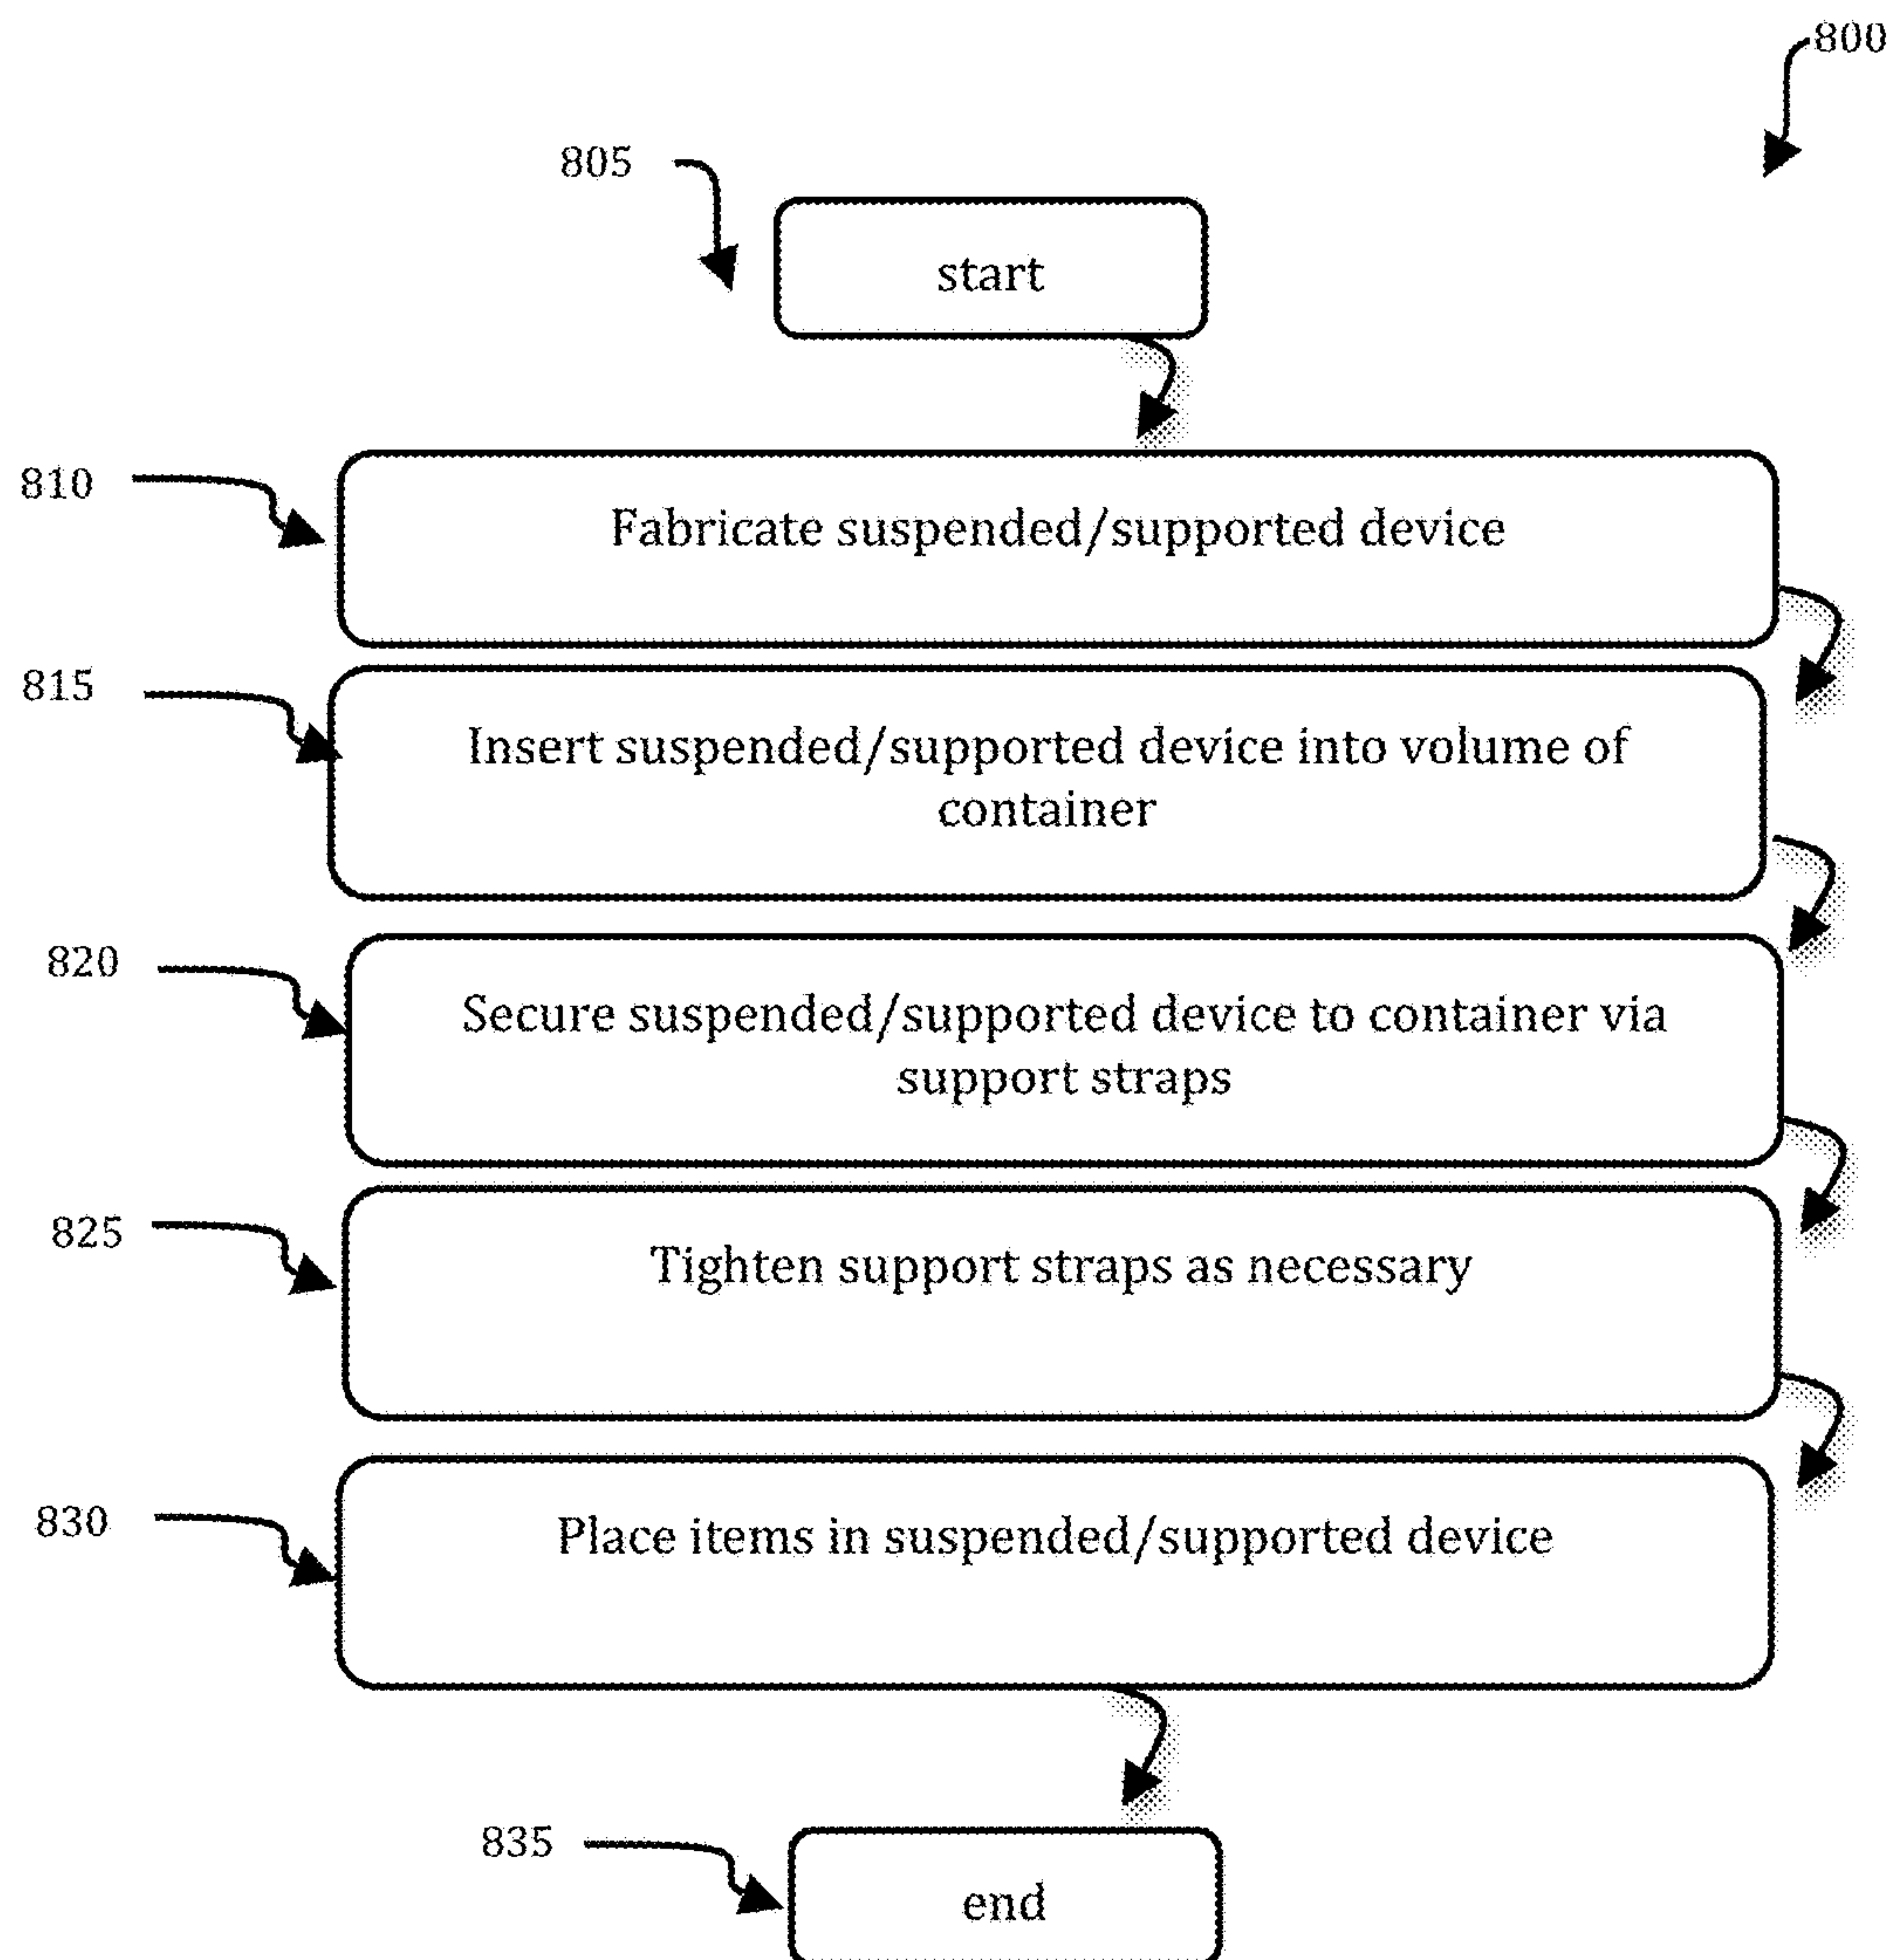 800
805
start
810
Fabricate suspended/supported device
815
Insert suspended/supported device into volume of
container
820
Secure suspended/supported device to container via
support straps
825
Tighten support straps as necessary
830
Place items in suspended/supported device
835
end